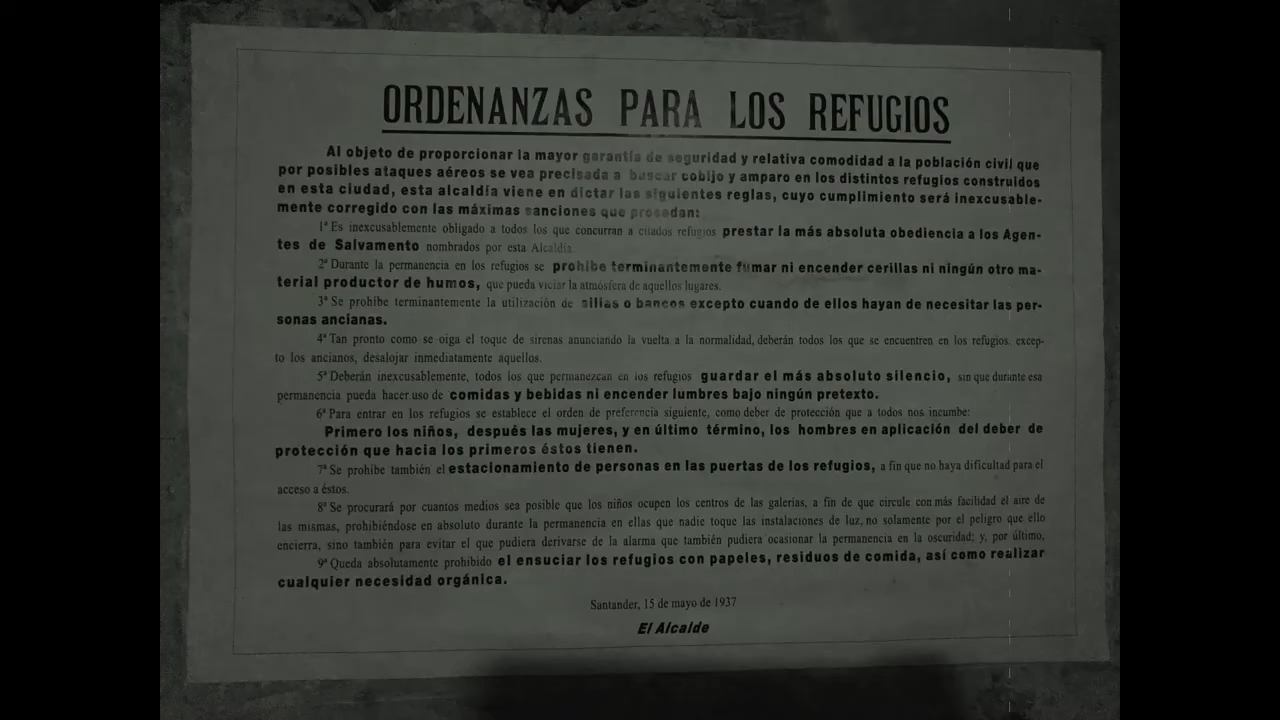 ORDENANZAS PARA LOS REFUGIOS
Al objeto de proporcionar la mayor garantía de seguridad y relativa comodidad a la población civil que
por posibles ataques aéreos se vea precisada a buscar cobijo y amparo en los distintos refugios construidos
en esta ciudad, esta alcaldía viene en dictar las siguientes reglas, cuyo cumplimiento será inexcusable-
mente corregido con las máximas sanciones que procedan:
1ª Es inexcusablemente obligado a todos los que concurran a citados refugios prestar la más absoluta obediencia a los Agen-
tes de Salvamento nombrados por esta Alcaldía.
2ª Durante la permanencia en los refugios se prohibe terminantemente fumar ni encender cerillas ni ningún otro ma-
terial productor de humos, que pueda viciar la atmósfera de aquellos lugares.
3ª Se prohibe terminantemente la utilización de sillas o bancos excepto cuando de ellos hayan de necesitar las per-
sonas ancianas.
4ª Tan pronto como se oiga el toque de sirenas anunciando la vuelta a la normalidad, deberán todos los que se encuentren en los refugios, excep-
to los ancianos, desalojar inmediatamente aquellos.
5ª Deberán inexcusablemente, todos los que permanezcan en los refugios guardar el más absoluto silencio, sin que durante esa
permanencia pueda hacer uso de comidas y bebidas ni encender lumbres bajo ningún pretexto.
6ª Para entrar en los refugios se establece el orden de preferencia siguiente, como deber de protección que a todos nos incumbe:
Primero los niños, después las mujeres, y en último término, los hombres en aplicación del deber de
protección que hacia los primeros éstos tienen.
7ª Se prohibe también el estacionamiento de personas en las puertas de los refugios, a fin que no haya dificultad para el
acceso a éstos.
8ª Se procurará por cuantos medios sea posible que los niños ocupen los centros de las galerías, a fin de que circule con más facilidad el aire de
las mismas, prohibiéndose en absoluto durante la permanencia en ellas que nadie toque las instalaciones de luz, no solamente por el peligro que ello
encierra, sino también para evitar el que pudiera derivarse de la alarma que también pudiera ocasionar la permanencia en la oscuridad; y, por último,
9ª Queda absolutamente prohibido el ensuciar los refugios con papeles, residuos de comida, así como realizar
cualquier necesidad orgánica.
Santander, 15 de mayo de 1937
El Alcalde